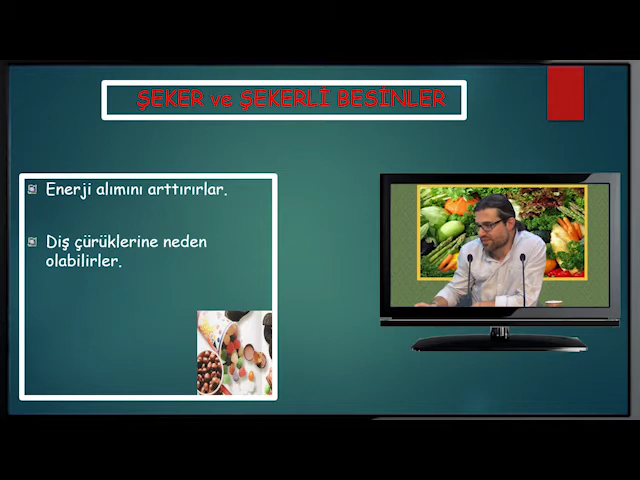 ŞEKER ve ŞEKERLİ BESİNLER
Enerji alımını arttırırlar.
Diş çürüklerine neden
olabilirler.